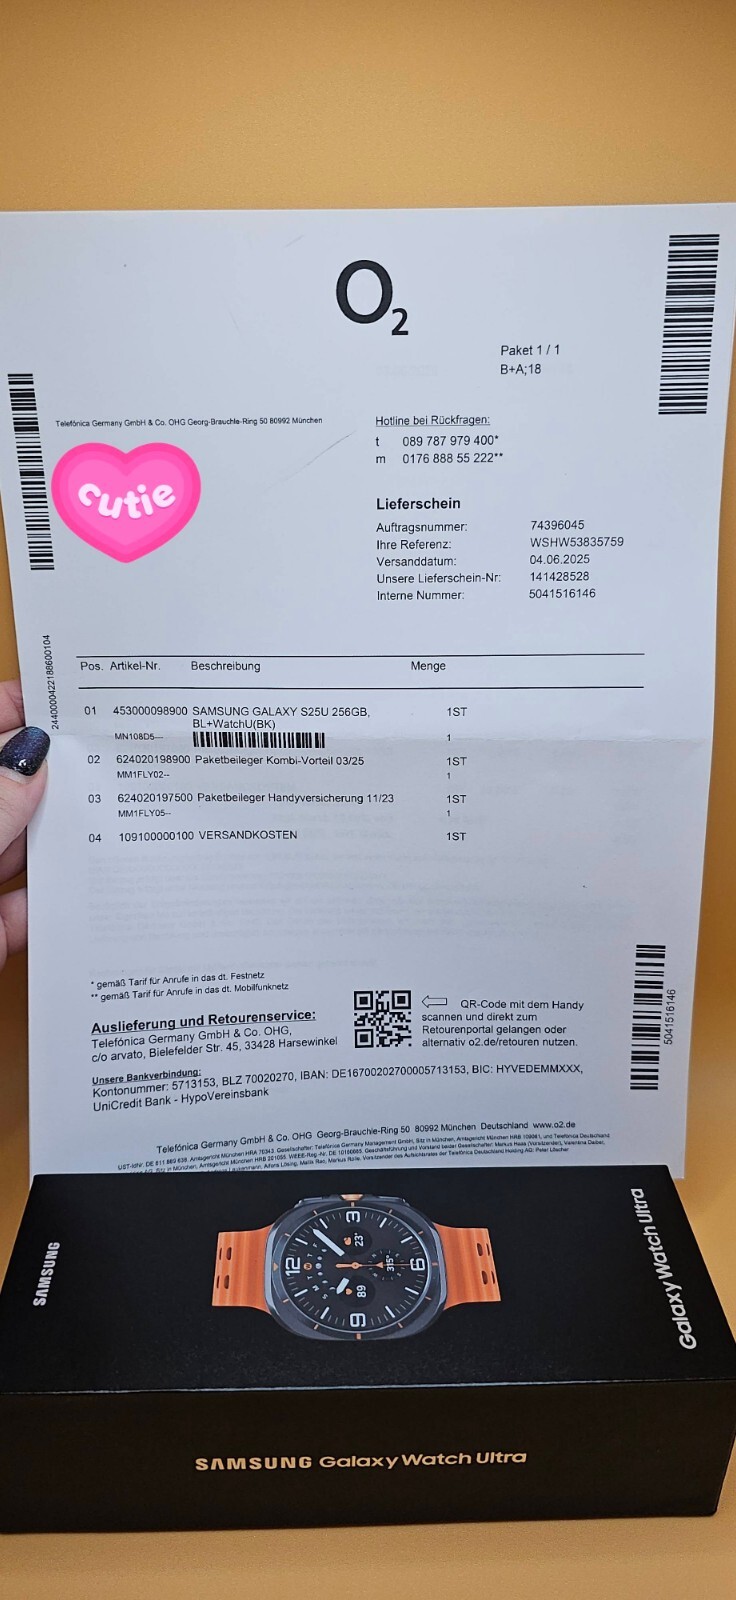 O2
Paket 1 / 1
B+A;18
Telefónica Germany GmbH & Co. OHG Georg-Brauchle-Ring 50 80992 München
Hotline bei Rückfragen:
t 089 787 979 400*
m 0176 888 55 222**
cutie
Lieferschein
Auftragsnummer: 74396045
Ihre Referenz: WSHW53835759
Versanddatum: 04.06.2025
Unsere Lieferschein-Nr: 141428528
Interne Nummer: 5041516146
2440000422188600104
Pos. Artikel-Nr. Beschreibung Menge
01 453000098900 SAMSUNG GALAXY S25U 256GB, 1ST
BL+WatchU(BK)
MN108D5--- 1
02 624020198900 Paketbeileger Kombi-Vorteil 03/25 1ST
MM1FLY02-- 1
03 624020197500 Paketbeileger Handyversicherung 11/23 1ST
MM1FLY05-- 1
04 109100000100 VERSANDKOSTEN 1ST
* gemäß Tarif für Anrufe in das dt. Festnetz
** gemäß Tarif für Anrufe in das dt. Mobilfunknetz
Auslieferung und Retourenservice:
Telefónica Germany GmbH & Co. OHG,
c/o arvato, Bielefelder Str. 45, 33428 Harsewinkel
QR-Code mit dem Handy
scannen und direkt zum
Retourenportal gelangen oder
alternativ o2.de/retouren nutzen.
5041516146
Unsere Bankverbindung:
Kontonummer: 5713153, BLZ 70020270, IBAN: DE16700202700005713153, BIC: HYVEDEMMXXX,
UniCredit Bank - HypoVereinsbank
Telefónica Germany GmbH & Co. OHG Georg-Brauchle-Ring 50 80992 München Deutschland www.o2.de
SAMSUNG
12
3
6
9
23°
315°
89
Galaxy Watch Ultra
SAMSUNG Galaxy Watch Ultra